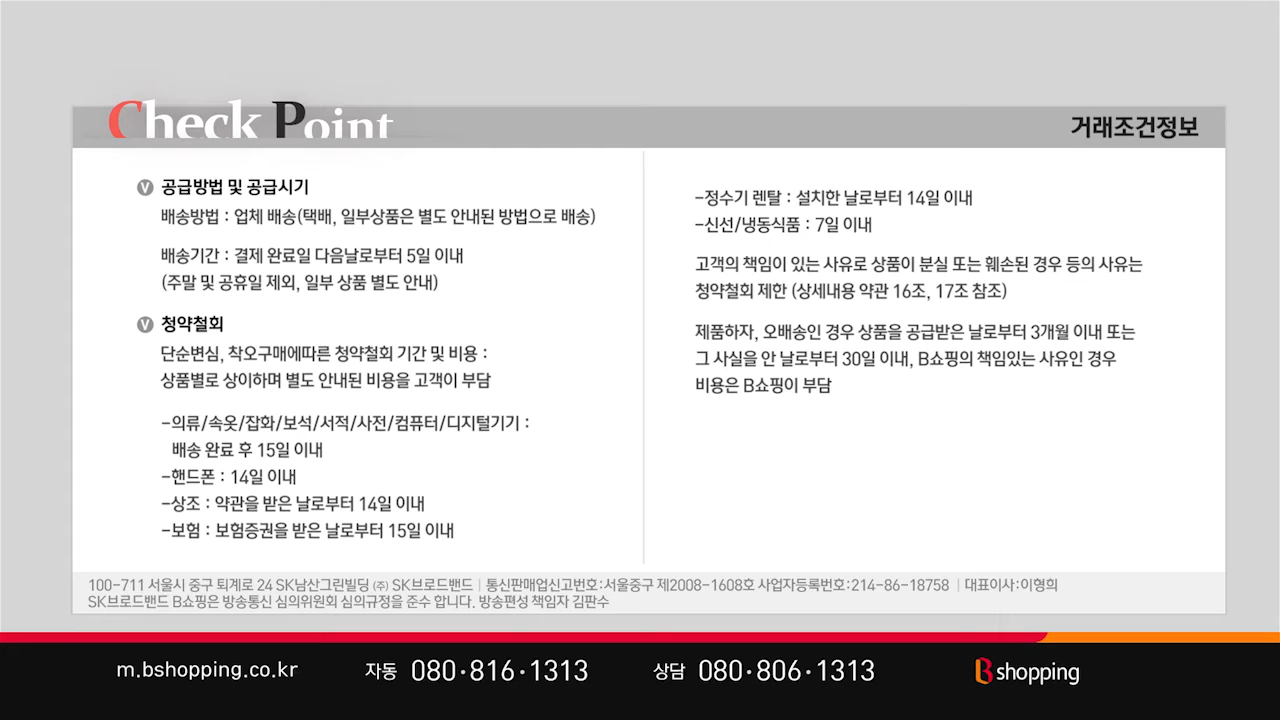 Check Point
거래조건정보
공급방법 및 공급시기
배송방법 : 업체 배송(택배, 일부상품은 별도 안내된 방법으로 배송)
배송기간 : 결제 완료일 다음날로부터 5일 이내
(주말 및 공휴일 제외, 일부 상품 별도 안내)
청약철회
단순변심, 착오구매에따른 청약철회 기간 및 비용 :
상품별로 상이하며 별도 안내된 비용을 고객이 부담
-의류/속옷/잡화/보석/서적/사전/컴퓨터/디지털기기 :
배송 완료 후 15일 이내
-핸드폰 : 14일 이내
-상조 : 약관을 받은 날로부터 14일 이내
-보험 : 보험증권을 받은 날로부터 15일 이내
-정수기 렌탈 : 설치한 날로부터 14일 이내
-신선/냉동식품 : 7일 이내
고객의 책임이 있는 사유로 상품이 분실 또는 훼손된 경우 등의 사유는
청약철회 제한 (상세내용 약관 16조, 17조 참조)
제품하자, 오배송인 경우 상품을 공급받은 날로부터 3개월 이내 또는
그 사실을 안 날로부터 30일 이내, B쇼핑의 책임있는 사유인 경우
비용은 B쇼핑이 부담
100-711 서울시 중구 퇴계로 24 SK남산그린빌딩 (주) SK브로드밴드 | 통신판매업신고번호:서울중구 제2008-1608호 사업자등록번호:214-86-18758 | 대표이사:이형희
SK브로드밴드 B쇼핑은 방송통신 심의위원회 심의규정을 준수 합니다. 방송편성 책임자 김판수
m.bshopping.co.kr 자동 080·816·1313 상담 080·806·1313 B shopping